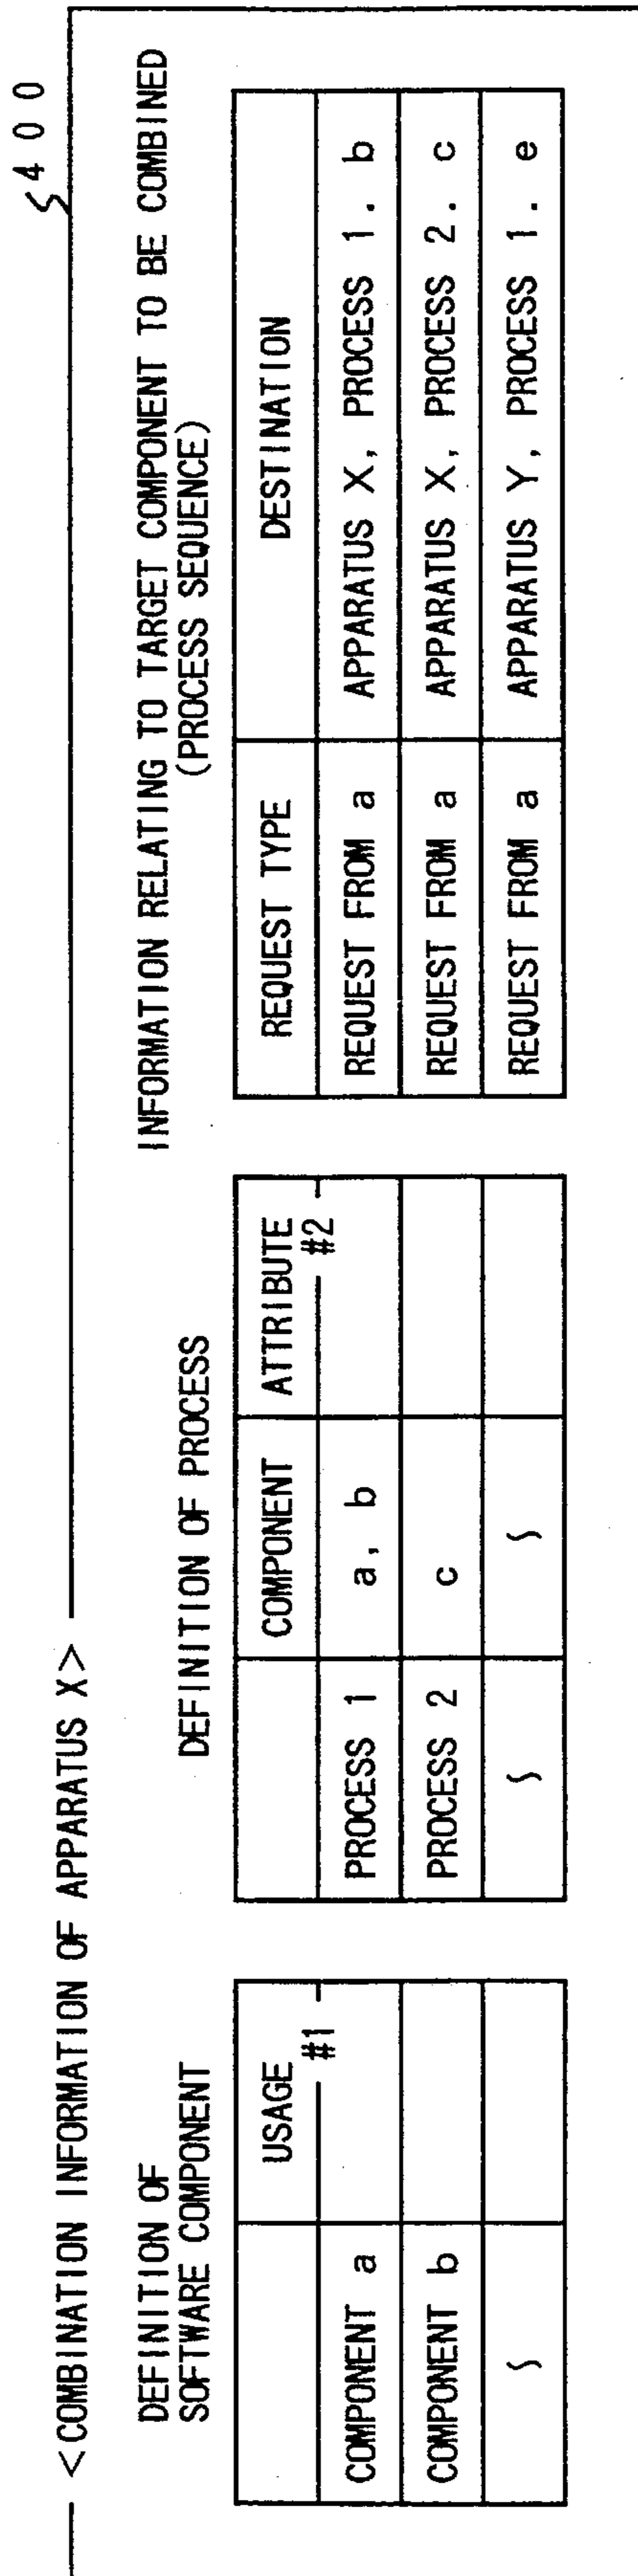 400
<COMBINATION INFORMATION OF APPARATUS X>
DEFINITION OF
SOFTWARE COMPONENT
USAGE #1
COMPONENT a
COMPONENT b
DEFINITION OF PROCESS
COMPONENT ATTRIBUTE #2
PROCESS 1 a, b
PROCESS 2 c
INFORMATION RELATING TO TARGET COMPONENT TO BE COMBINED
(PROCESS SEQUENCE)
REQUEST TYPE DESTINATION
REQUEST FROM a APPARATUS X, PROCESS 1. b
REQUEST FROM a APPARATUS X, PROCESS 2. c
REQUEST FROM a APPARATUS Y, PROCESS 1. e